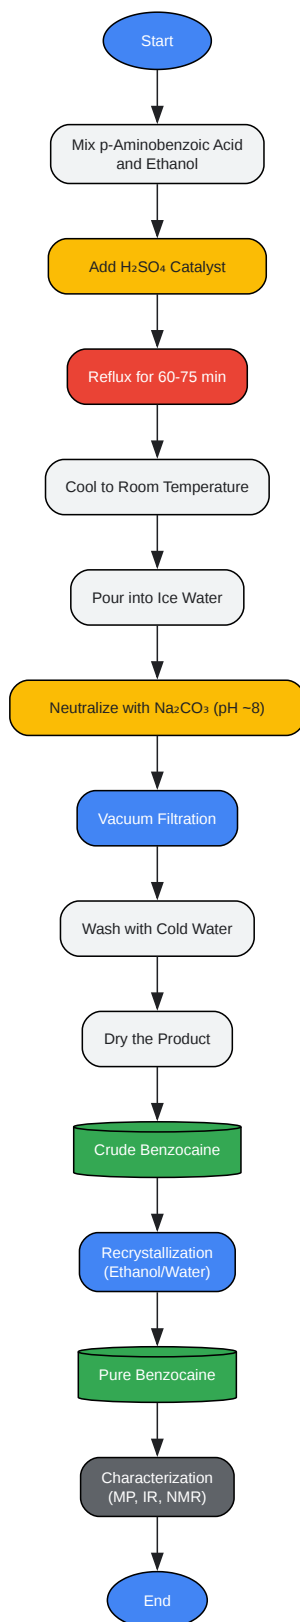 Start
Mix p-Aminobenzoic Acid
and Ethanol
Add H₂SO₄ Catalyst
Reflux for 60-75 min
Cool to Room Temperature
Pour into Ice Water
Neutralize with Na₂CO₃ (pH ~8)
Vacuum Filtration
Wash with Cold Water
Dry the Product
Crude Benzocaine
Recrystallization
(Ethanol/Water)
Pure Benzocaine
Characterization
(MP, IR, NMR)
End